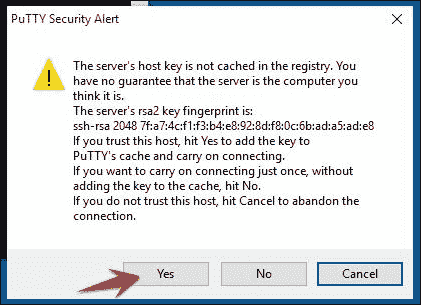 PuTTY Security Alert
The server's host key is not cached in the registry. You
have no guarantee that the server is the computer you
think it is.
The server's rsa2 key fingerprint is:
ssh-rsa 2048 7f:a7:4c:f1:f3:b4:e8:92:8d:f8:0c:6b:ad:a5:ad:e8
If you trust this host, hit Yes to add the key to
PuTTY's cache and carry on connecting.
If you want to carry on connecting just once, without
adding the key to the cache, hit No.
If you do not trust this host, hit Cancel to abandon the
connection.
Yes No Cancel